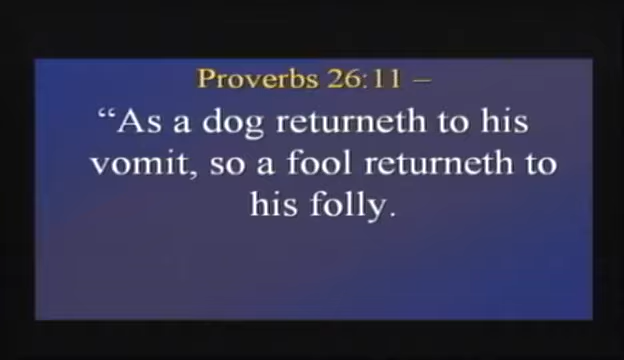 Proverbs 26:11 –
“As a dog returneth to his
vomit, so a fool returneth to
his folly.